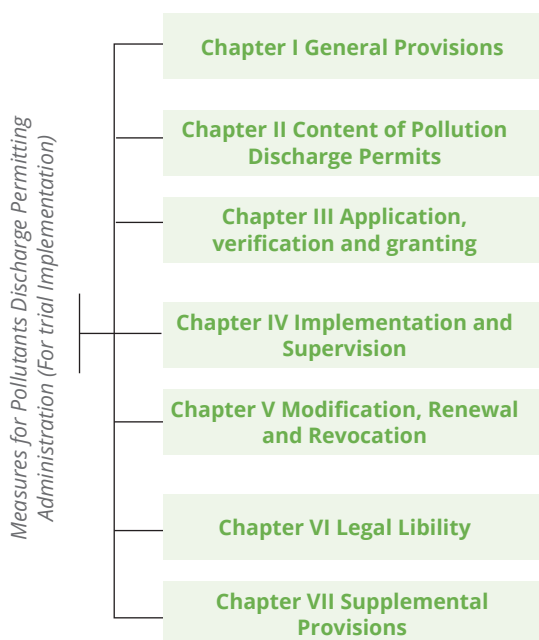 Measures for Pollutants Discharge Permitting
Administration (For trial Implementation)
Chapter I General Provisions
Chapter II Content of Pollution
Discharge Permits
Chapter III Application,
verification and granting
Chapter IV Implementation and
Supervision
Chapter V Modification, Renewal
and Revocation
Chapter VI Legal Libility
Chapter VII Supplemental
Provisions